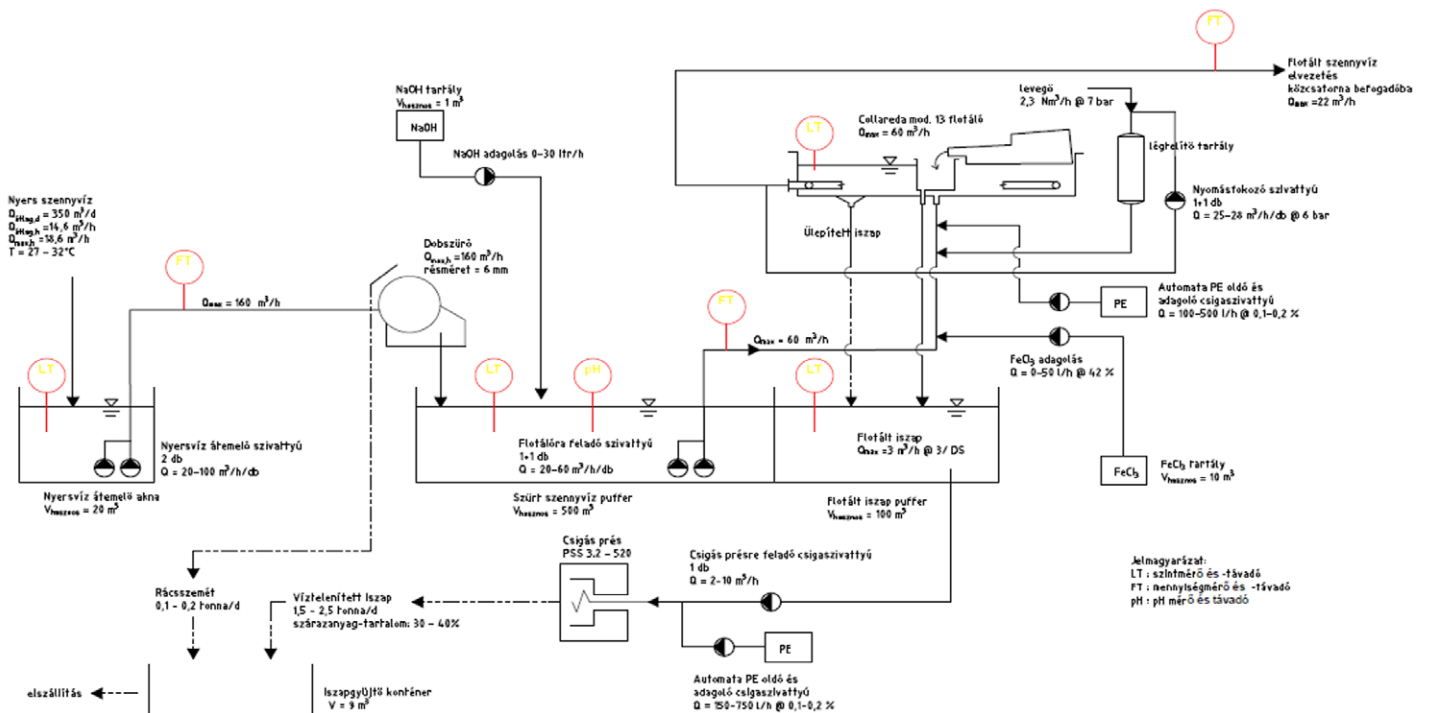 FT
Flotált szennyvíz
elvezetés
közcsatorna befogadóba
Qmax =22 m³/h
NaOH tartály
Vhasznos = 1 m³
NaOH
NaOH adagolás 0-30 ltr/h
levegő
2,3 Nm³/h @ 7 bar
Collareda mod. 13 flotáló
Qmax = 60 m³/h
LT
légtelítő tartály
Nyomásfokozó szivattyú
1+1 db
Q = 25-28 m³/h/db @ 6 bar
Ülepített iszap
Nyers szennyvíz
Qátlag,d = 350 m³/d
Qátlag,h =14,6 m³/h
Qmax,h =18,6 m³/h
T = 27 - 32°C
FT
Qmax = 160 m³/h
Dobszűrő
Qmax,h =160 m³/h
résméret = 6 mm
Automata PE oldó és
adagoló csigaszivattyú
Q = 100-500 l/h @ 0,1-0,2 %
PE
FT
Qmax = 60 m³/h
FeCl₃ adagolás
Q = 0-50 l/h @ 42 %
LT
LT
pH
LT
Nyersvíz átemelő szivattyú
2 db
Q = 20-100 m³/h/db
Nyersvíz átemelő akna
Vhasznos = 20 m³
Flotálóra feladó szivattyú
1+1 db
Q = 20-60 m³/h/db
Szűrt szennyvíz puffer
Vhasznos = 500 m³
Flotált iszap
Qmax =3 m³/h @ 3/ DS
Flotált iszap puffer
Vhasznos = 100 m³
FeCl₃
FeCl₃ tartály
Vhasznos = 10 m³
Csigás prés
PSS 3.2 - 520
Csigás présre feladó csigaszivattyú
1 db
Q = 2-10 m³/h
Jelmagyarázat:
LT : szintmérő és -távadó
FT : mennyiségmérő és -távadó
pH : pH mérő és távadó
Rácsszemét
0,1 - 0,2 tonna/d
Víztelenített iszap
1,5 - 2,5 tonna/d
szárazanyag-tartalom: 30 - 40%
PE
Automata PE oldó és
adagoló csigaszivattyú
Q = 150-750 l/h @ 0,1-0,2 %
elszállítás
Iszapgyűjtő konténer
V = 9 m³